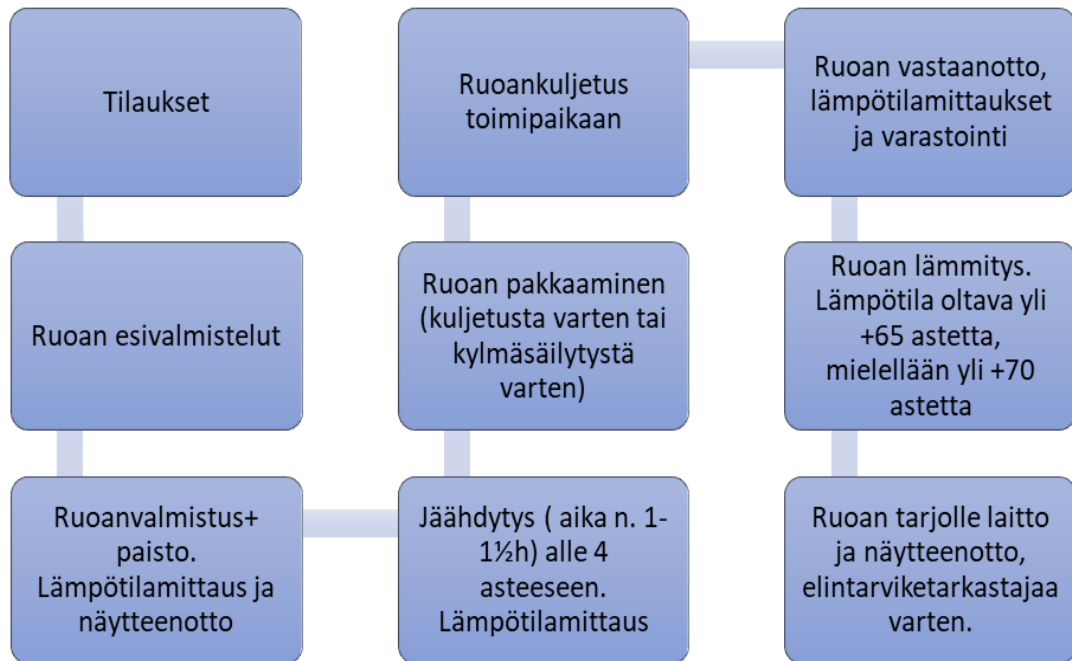 Tilaukset
Ruoan esivalmistelut
Ruoanvalmistus+
paisto.
Lämpötilamittaus ja
näytteenotto
Jäähdytys ( aika n. 1-
1½h) alle 4
asteeseen.
Lämpötilamittaus
Ruoan pakkaaminen
(kuljetusta varten tai
kylmäsäilytystä
varten)
Ruoankuljetus
toimipaikaan
Ruoan vastaanotto,
lämpötilamittaukset
ja varastointi
Ruoan lämmitys.
Lämpötila oltava yli
+65 astetta,
mielellään yli +70
astetta
Ruoan tarjolle laitto
ja näytteenotto,
elintarviketarkastajaa
varten.